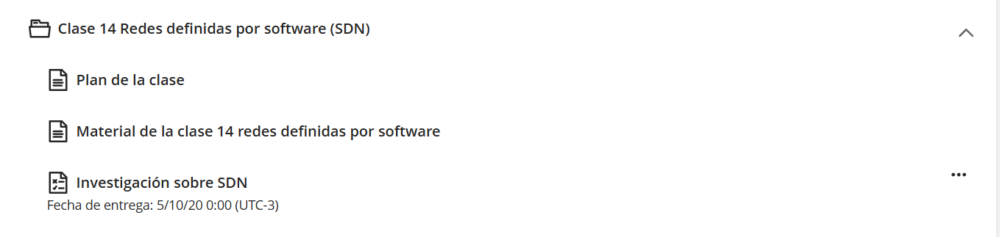 Clase 14 Redes definidas por software (SDN)
Plan de la clase
Material de la clase 14 redes definidas por software
Investigación sobre SDN
Fecha de entrega: 5/10/20 0:00 (UTC-3)